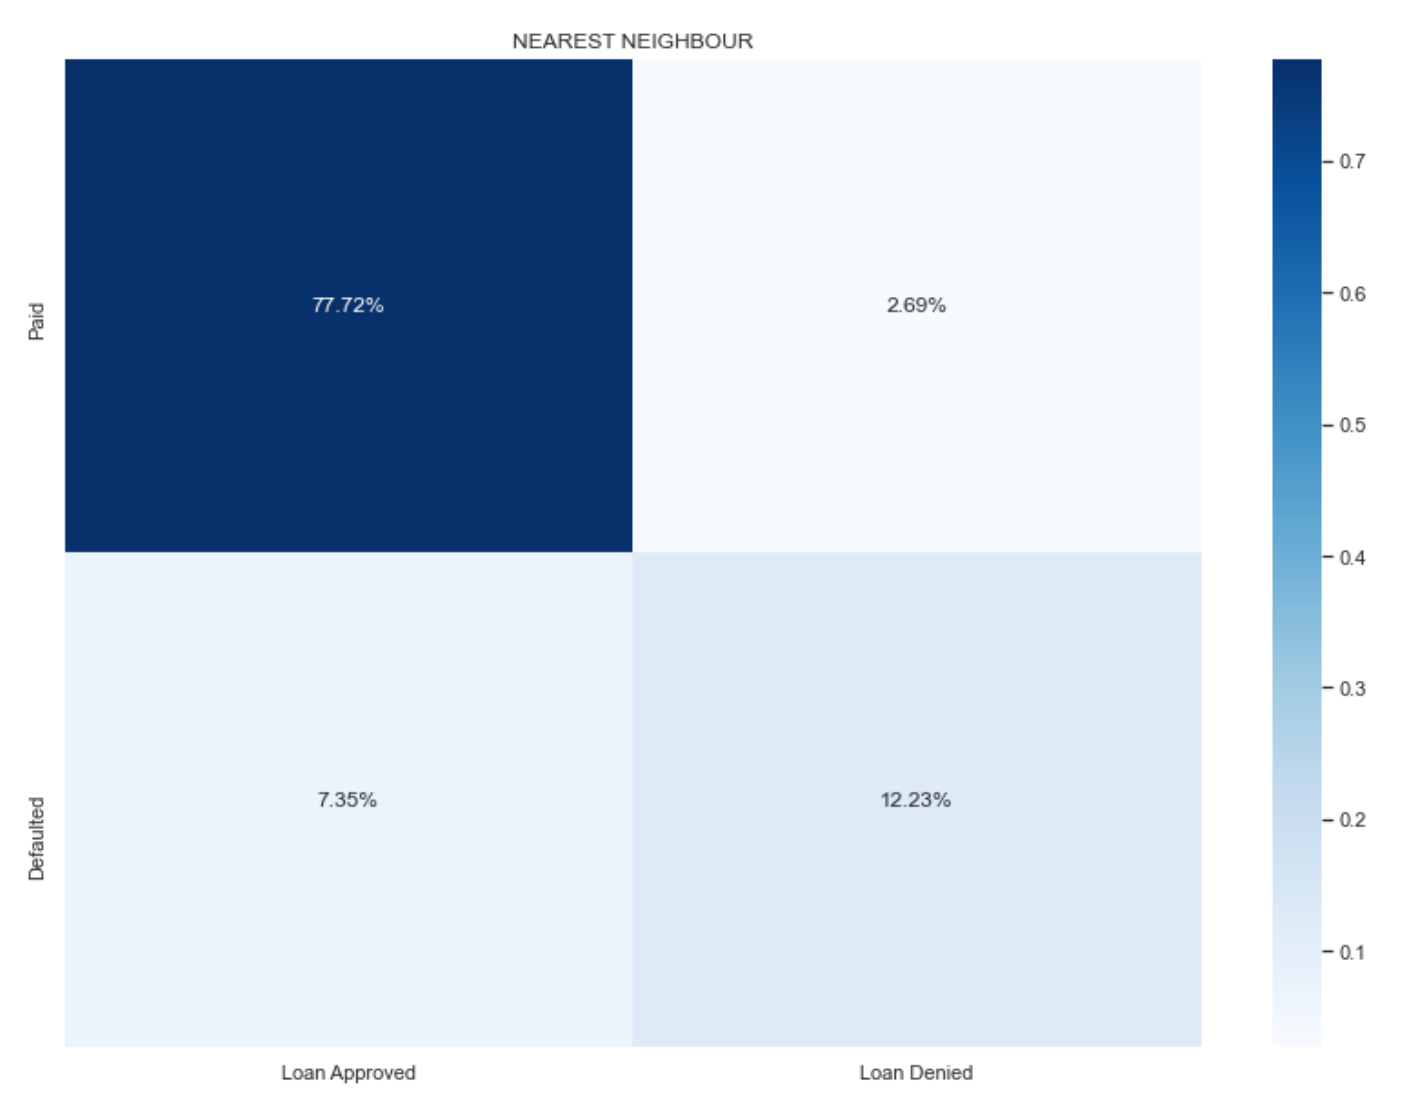 NEAREST NEIGHBOUR
Paid
77.72%
2.69%
Defaulted
7.35%
12.23%
Loan Approved
Loan Denied
0.7
0.6
0.5
0.4
0.3
0.2
0.1